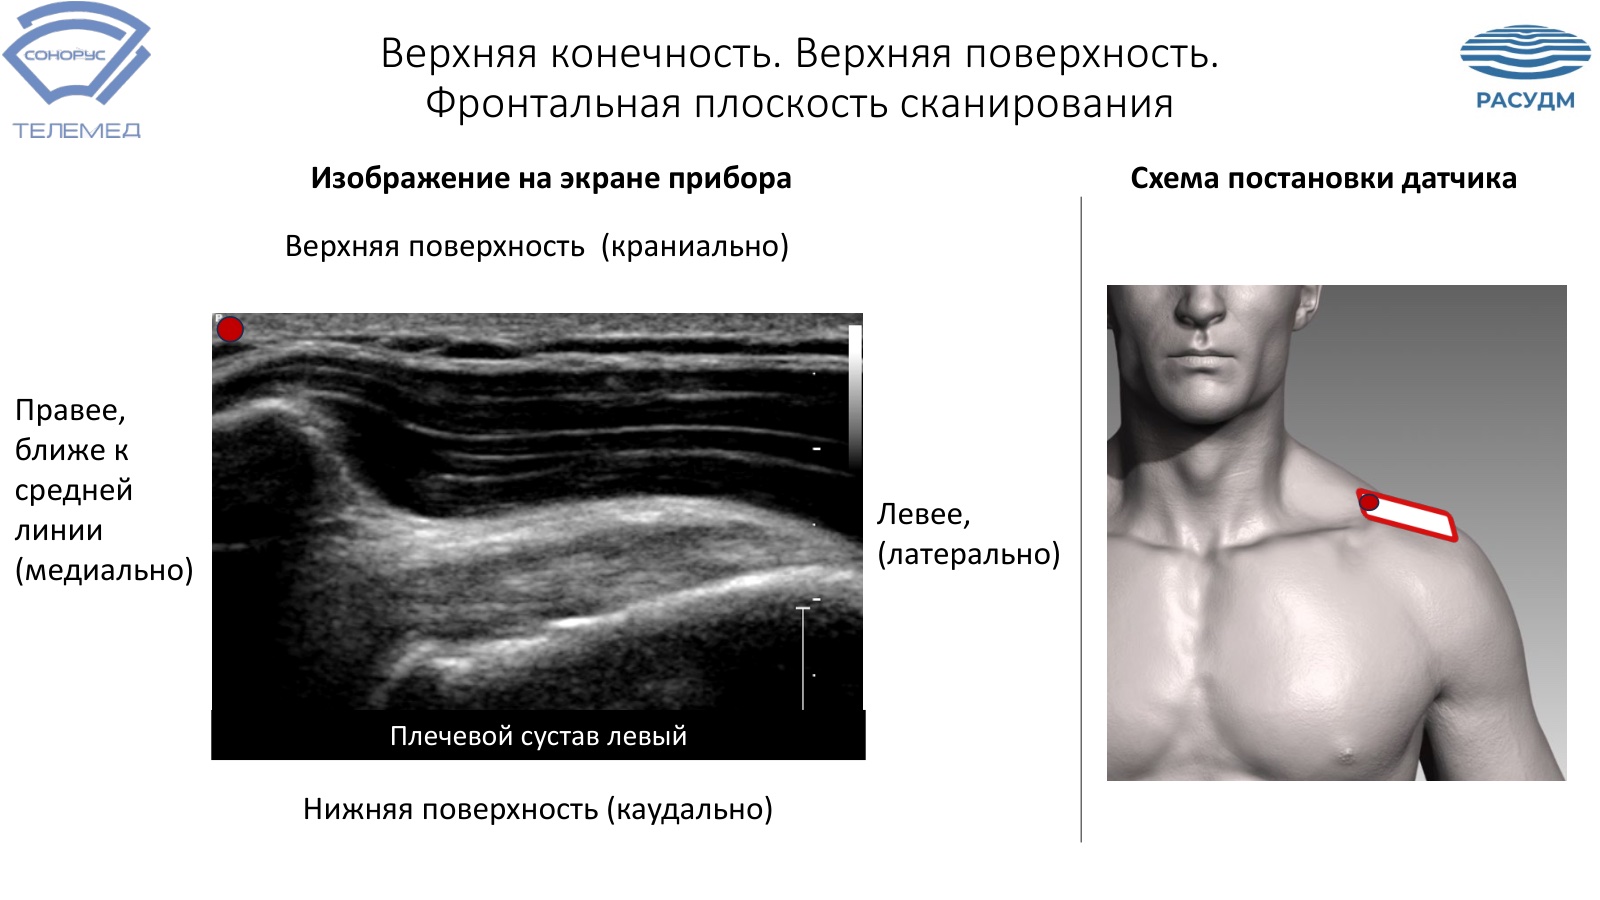 СОНОРУС
ТЕЛЕМЕД
Верхняя конечность. Верхняя поверхность.
Фронтальная плоскость сканирования
РАСУДМ
Изображение на экране прибора
Схема постановки датчика
Верхняя поверхность (краниально)
Правее,
ближе к
средней
линии
(медиально)
Левее,
(латерально)
Плечевой сустав левый
Нижняя поверхность (каудально)